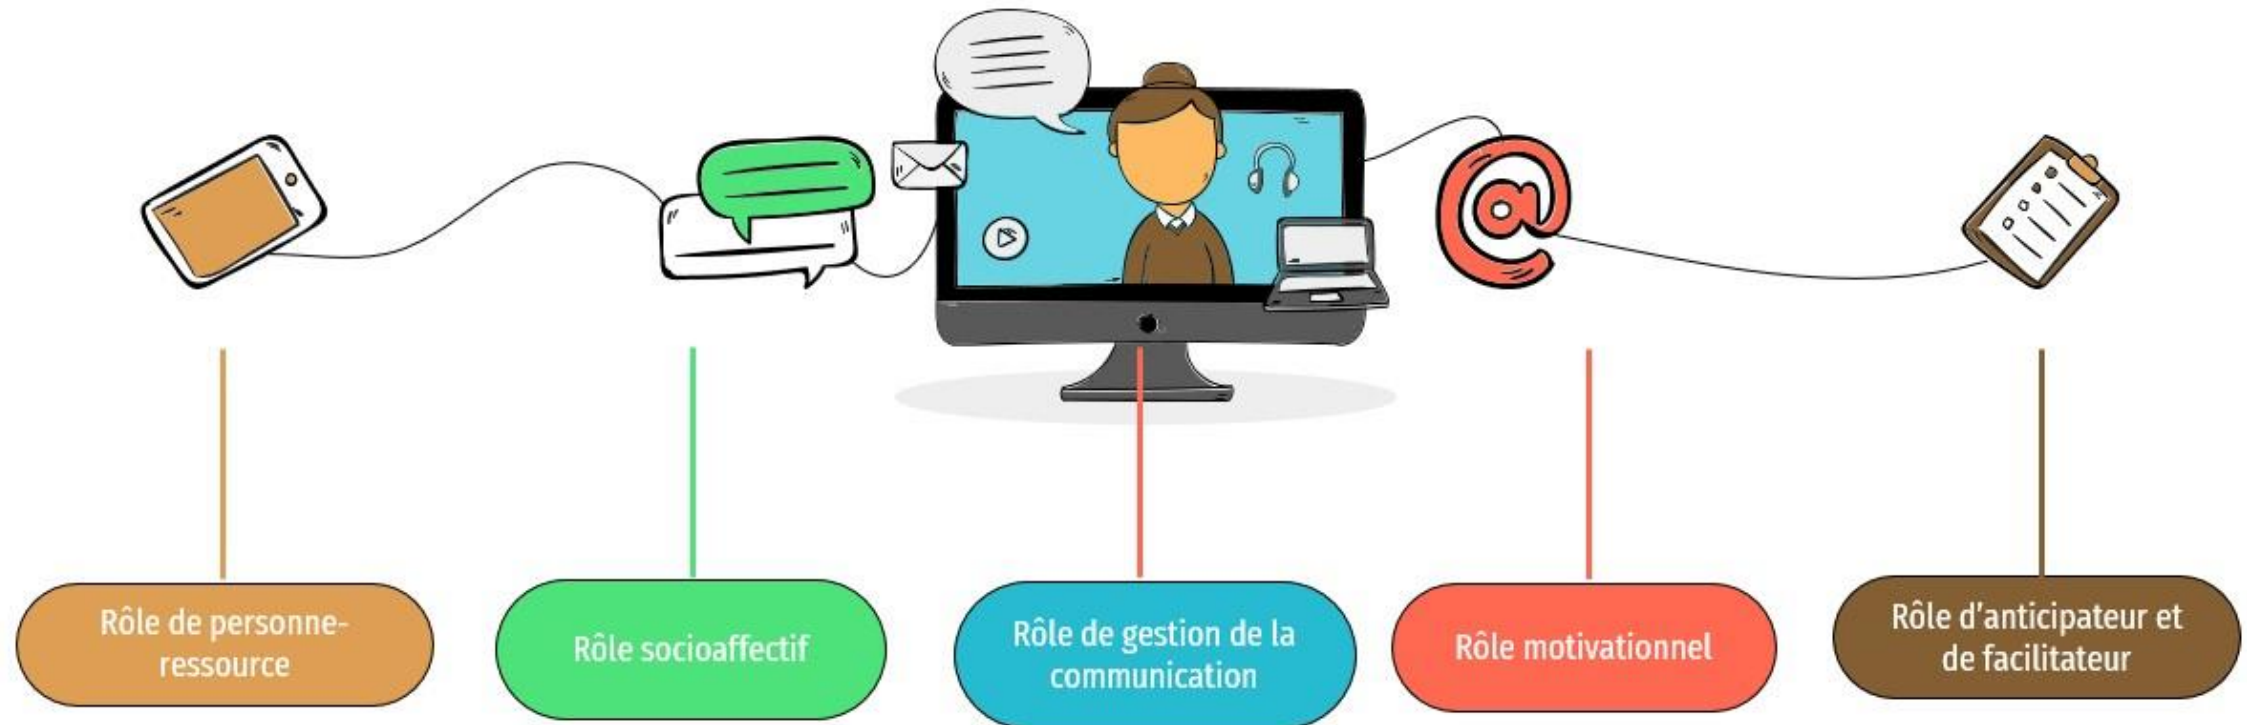 Rôle de personne-
ressource
Rôle socioaffectif
Rôle de gestion de la
communication
Rôle motivationnel
Rôle d’anticipateur et
de facilitateur